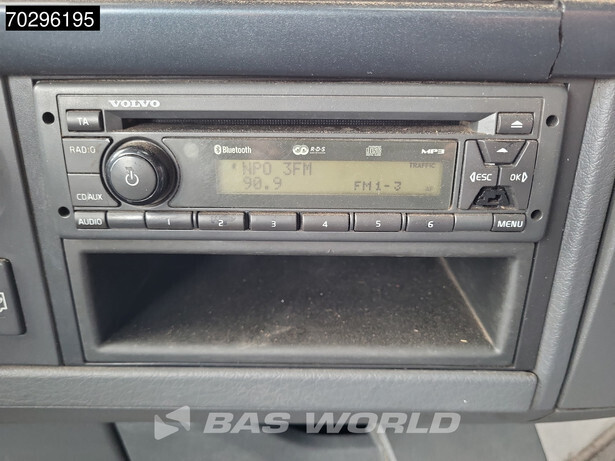 70296195
VOLVO
TA
Bluetooth
R·D·S
MP3
RADIO
* NPO 3FM
TRAFFIC
90.9
FM1-3
ESC
OK
CD/AUX
AUDIO
1
2
3
4
5
6
MENU
BAS WORLD